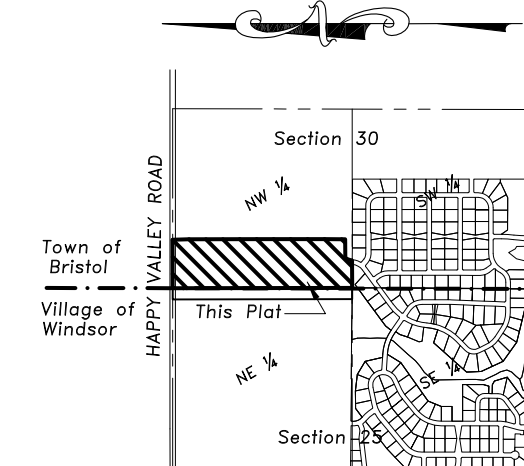 N
Section 30
NW ¼
SW ¼
HAPPY VALLEY ROAD
Town of
Bristol
Village of
Windsor
This Plat
NE ¼
SE ¼
Section 25